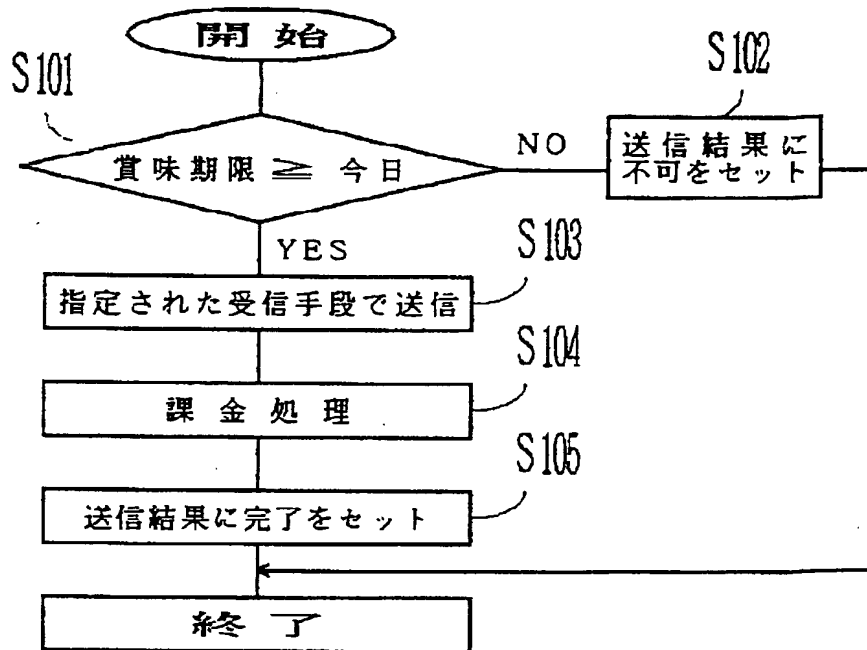 開始
S101
S102
賞味期限 ≧ 今日
NO
送信結果に
不可をセット
YES
S103
指定された受信手段で送信
S104
課金処理
S105
送信結果に完了をセット
終了